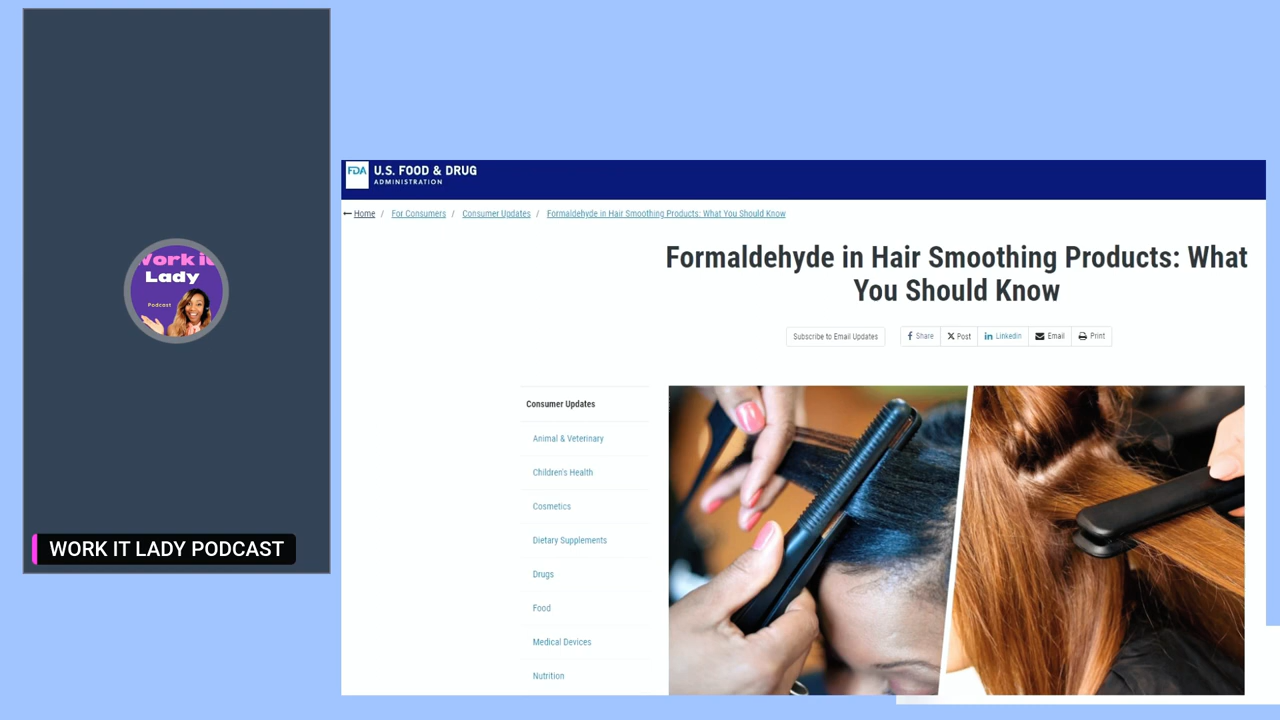 Work it
Lady
Podcast
WORK IT LADY PODCAST
FDA U.S. FOOD & DRUG
ADMINISTRATION
Home / For Consumers / Consumer Updates / Formaldehyde in Hair Smoothing Products: What You Should Know
Formaldehyde in Hair Smoothing Products: What
You Should Know
Subscribe to Email Updates
Share
Post
Linkedin
Email
Print
Consumer Updates
Animal & Veterinary
Children's Health
Cosmetics
Dietary Supplements
Drugs
Food
Medical Devices
Nutrition